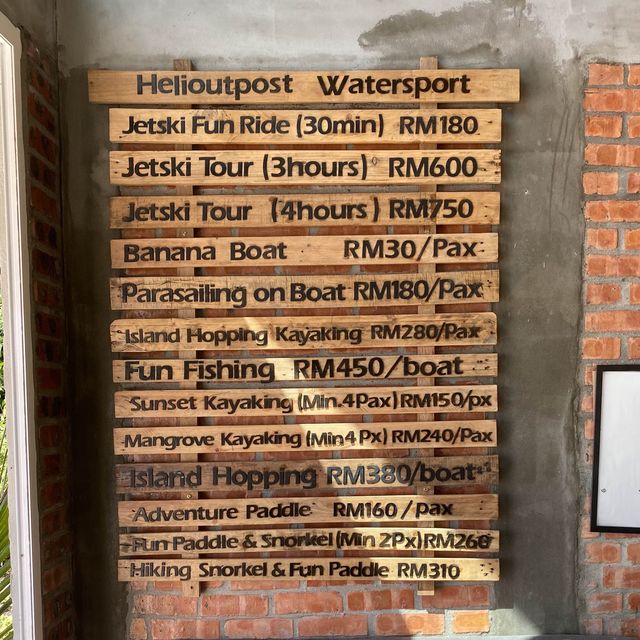 Helioutpost Watersport
Jetski Fun Ride (30min) RM180
Jetski Tour (3hours) RM600
Jetski Tour (4hours) RM750
Banana Boat RM30/Pax
Parasailing on Boat RM180/Pax
Island Hopping Kayaking RM280/Pax
Fun Fishing RM450/boat
Sunset Kayaking (Min.4Pax) RM150/px
Mangrove Kayaking (Min4Px) RM240/Pax
Island Hopping RM380/boat
Adventure Paddle RM160/pax
Fun Paddle & Snorkel (Min 2Px) RM260
Hiking Snorkel & Fun Paddle RM310